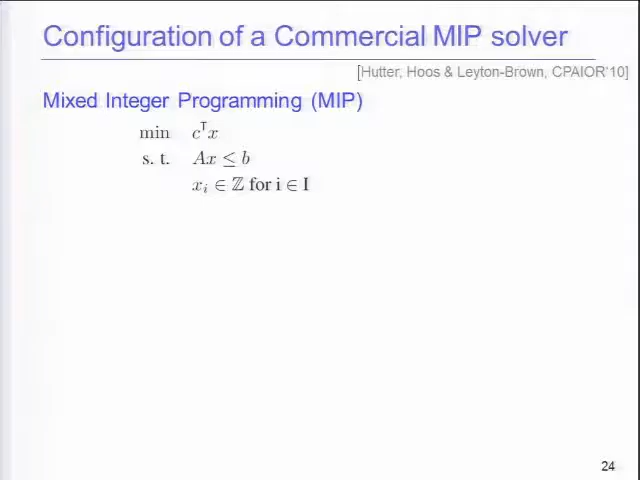 Configuration of a Commercial MIP solver
[Hutter, Hoos & Leyton-Brown, CPAIOR'10]
Mixed Integer Programming (MIP)
min cᵀx
s. t. Ax ≤ b
xᵢ ∈ ℤ for i ∈ I
24